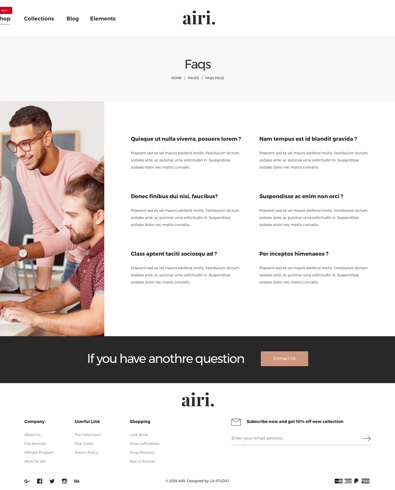 HOT
hop
Collections
Blog
Elements
airi.
Faqs
HOME / PAGES / FAQS PAGE
Quisque ut nulla viverra, posuere lorem ?
Praesent sed ex vel mauris eleifend mollis. Vestibulum dictum
sodales ante, ac pulvinar urna sollicitudin in. Suspendisse
sodales dolor nec mattis convallis.
Nam tempus est id blandit gravida ?
Praesent sed ex vel mauris eleifend mollis. Vestibulum dictum
sodales ante, ac pulvinar urna sollicitudin in. Suspendisse
sodales dolor nec mattis convallis.
Donec finibus dui nisi, faucibus?
Praesent sed ex vel mauris eleifend mollis. Vestibulum dictum
sodales ante, ac pulvinar urna sollicitudin in. Suspendisse
sodales dolor nec mattis convallis.
Suspendisse ac enim non orci ?
Praesent sed ex vel mauris eleifend mollis. Vestibulum dictum
sodales ante, ac pulvinar urna sollicitudin in. Suspendisse
sodales dolor nec mattis convallis.
Class aptent taciti sociosqu ad ?
Praesent sed ex vel mauris eleifend mollis. Vestibulum dictum
sodales ante, ac pulvinar urna sollicitudin in. Suspendisse
sodales dolor nec mattis convallis.
Per inceptos himenaeos ?
Praesent sed ex vel mauris eleifend mollis. Vestibulum dictum
sodales ante, ac pulvinar urna sollicitudin in. Suspendisse
sodales dolor nec mattis convallis.
If you have anothre question
Contact Us
airi.
Company
About Us
Our Services
Affiliate Program
Work for airi
Userful Link
The Collections
Size Guide
Return Policy
Shopping
Look Book
Shop Leftsidebar
Shop Mansory
Man & Woman
Subscribe now and get 10% off new collection
Enter your email address..
© 2018 AIRI. Designed by LA-STUDIO